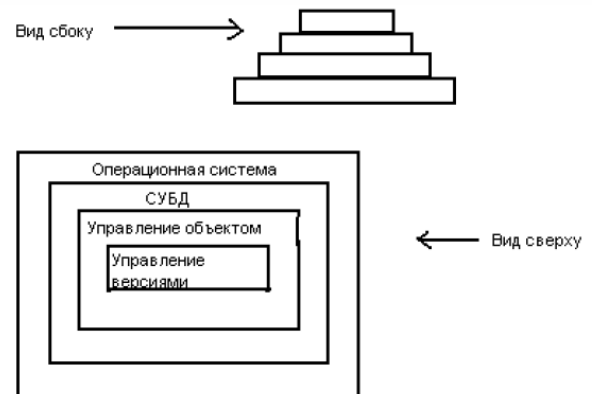 Вид сбоку
Операционная система
СУБД
Управление объектом
Управление
версиями
Вид сверху